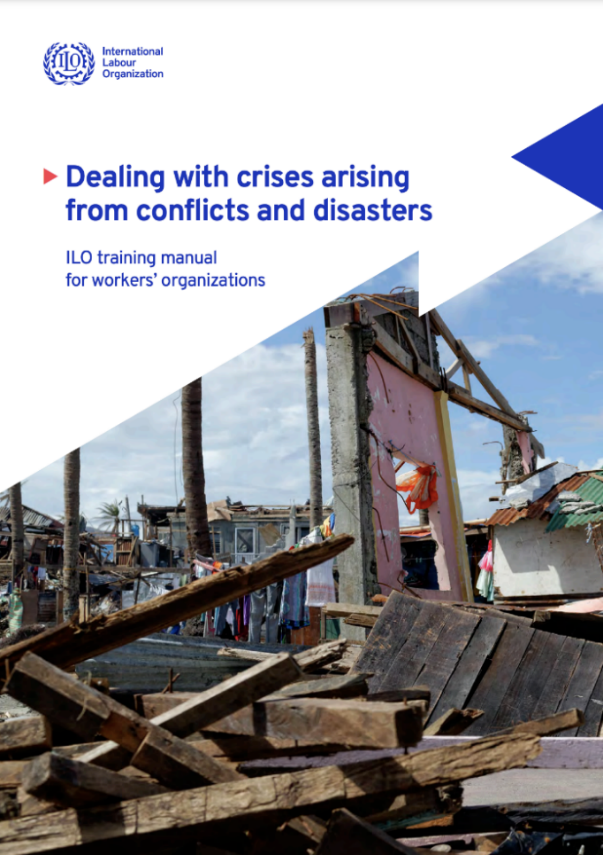 ILO
International
Labour
Organization
Dealing with crises arising
from conflicts and disasters
ILO training manual
for workers’ organizations